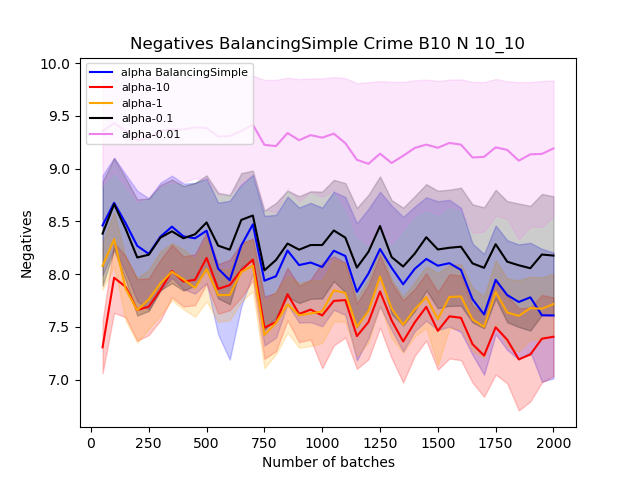 Negatives BalancingSimple Crime B10 N 10_10
alpha BalancingSimple
alpha-10
alpha-1
alpha-0.1
alpha-0.01
Negatives
10.0
9.5
9.0
8.5
8.0
7.5
7.0
0 250 500 750 1000 1250 1500 1750 2000
Number of batches